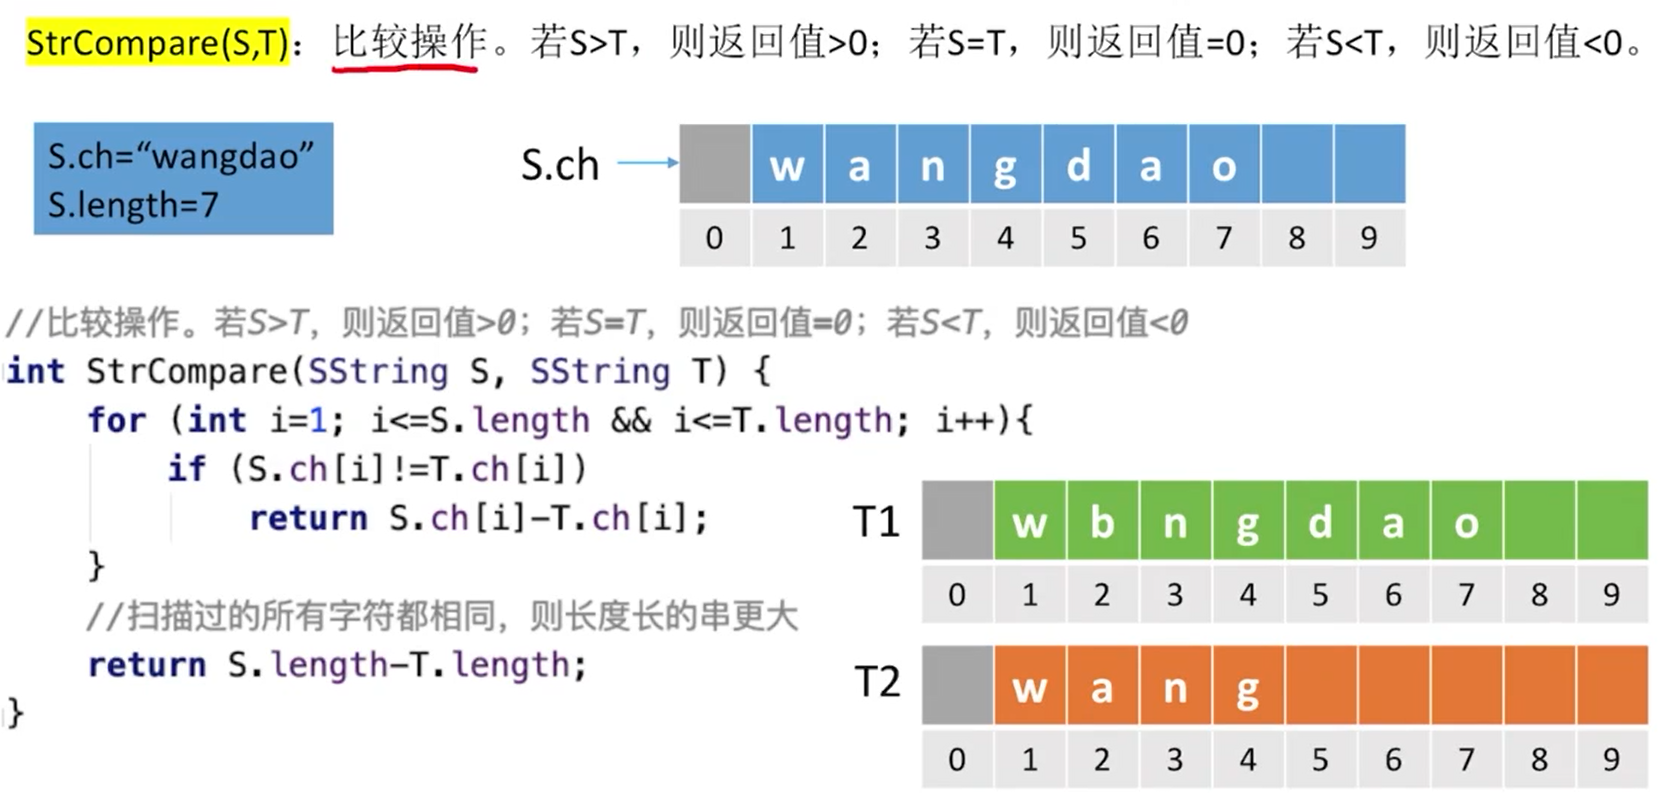 StrCompare(S,T)：比较操作。若S>T，则返回值>0；若S=T，则返回值=0；若S<T，则返回值<0。
S.ch=“wangdao”
S.length=7
S.ch
w a n g d a o
0 1 2 3 4 5 6 7 8 9
//比较操作。若S>T，则返回值>0；若S=T，则返回值=0；若S<T，则返回值<0
int StrCompare(SString S, SString T) {
for (int i=1; i<=S.length && i<=T.length; i++){
if (S.ch[i]!=T.ch[i])
return S.ch[i]-T.ch[i];
}
//扫描过的所有字符都相同，则长度长的串更大
return S.length-T.length;
}
T1
w b n g d a o
0 1 2 3 4 5 6 7 8 9
T2
w a n g
0 1 2 3 4 5 6 7 8 9